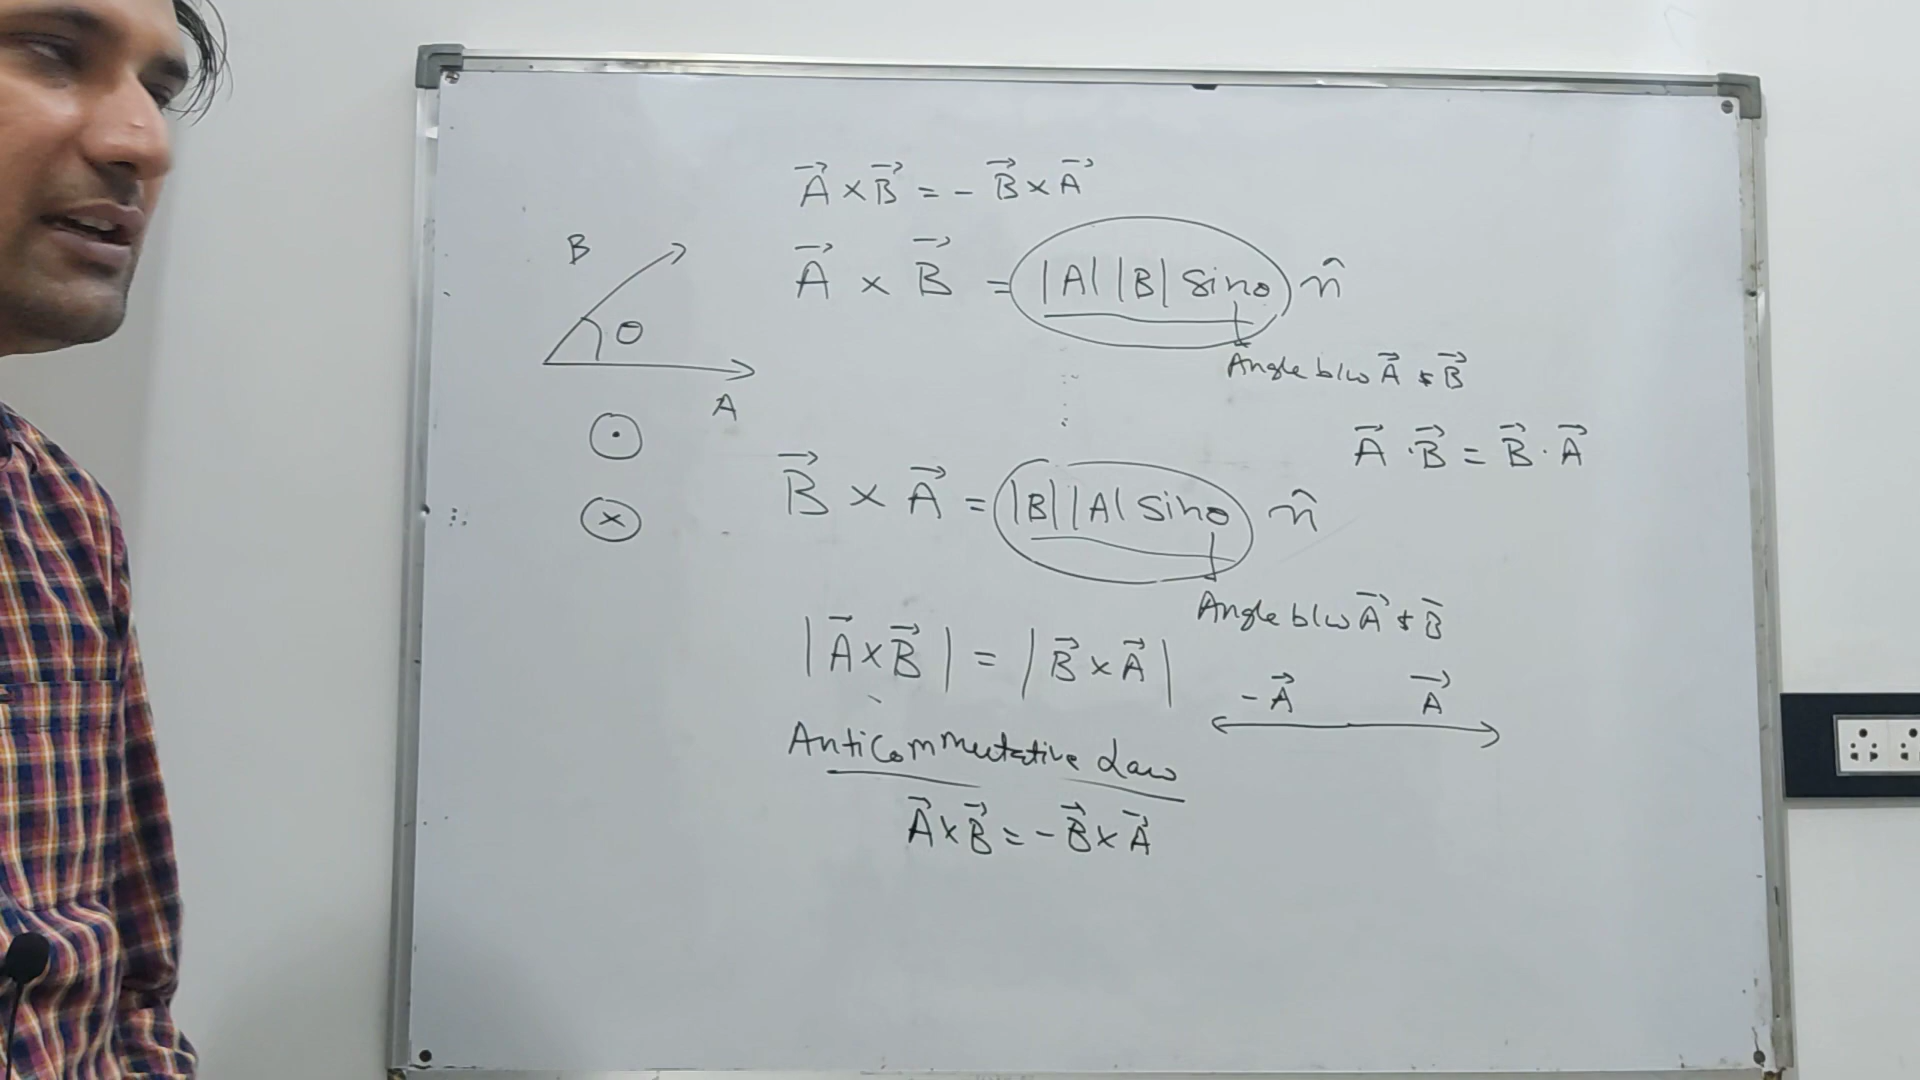 A⃗ × B⃗ = - B⃗ × A⃗
B
A⃗ × B⃗ = |A| |B| sinθ n̂
θ
Angle b/w A⃗ & B⃗
A
A⃗ · B⃗ = B⃗ · A⃗
B⃗ × A⃗ = |B| |A| sinθ n̂
Angle b/w A⃗ & B̄
|A⃗ × B⃗| = |B⃗ × A⃗|
-A⃗ A⃗
Anticommutative Law
A⃗ × B⃗ = - B⃗ × A⃗